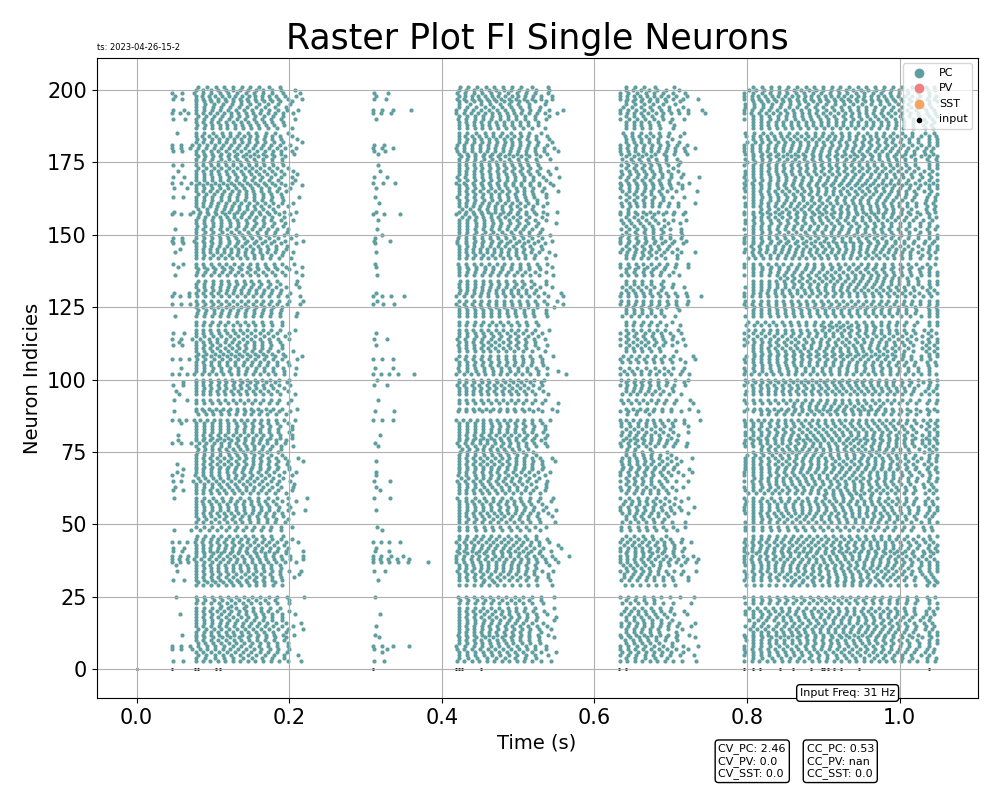 Raster Plot FI Single Neurons
ts: 2023-04-26-15-2
PC
PV
SST
input
200
175
150
125
100
75
50
25
0
Neuron Indicies
0.0 0.2 0.4 0.6 0.8 1.0
Time (s)
Input Freq: 31 Hz
CV_PC: 2.46
CV_PV: 0.0
CV_SST: 0.0
CC_PC: 0.53
CC_PV: nan
CC_SST: 0.0